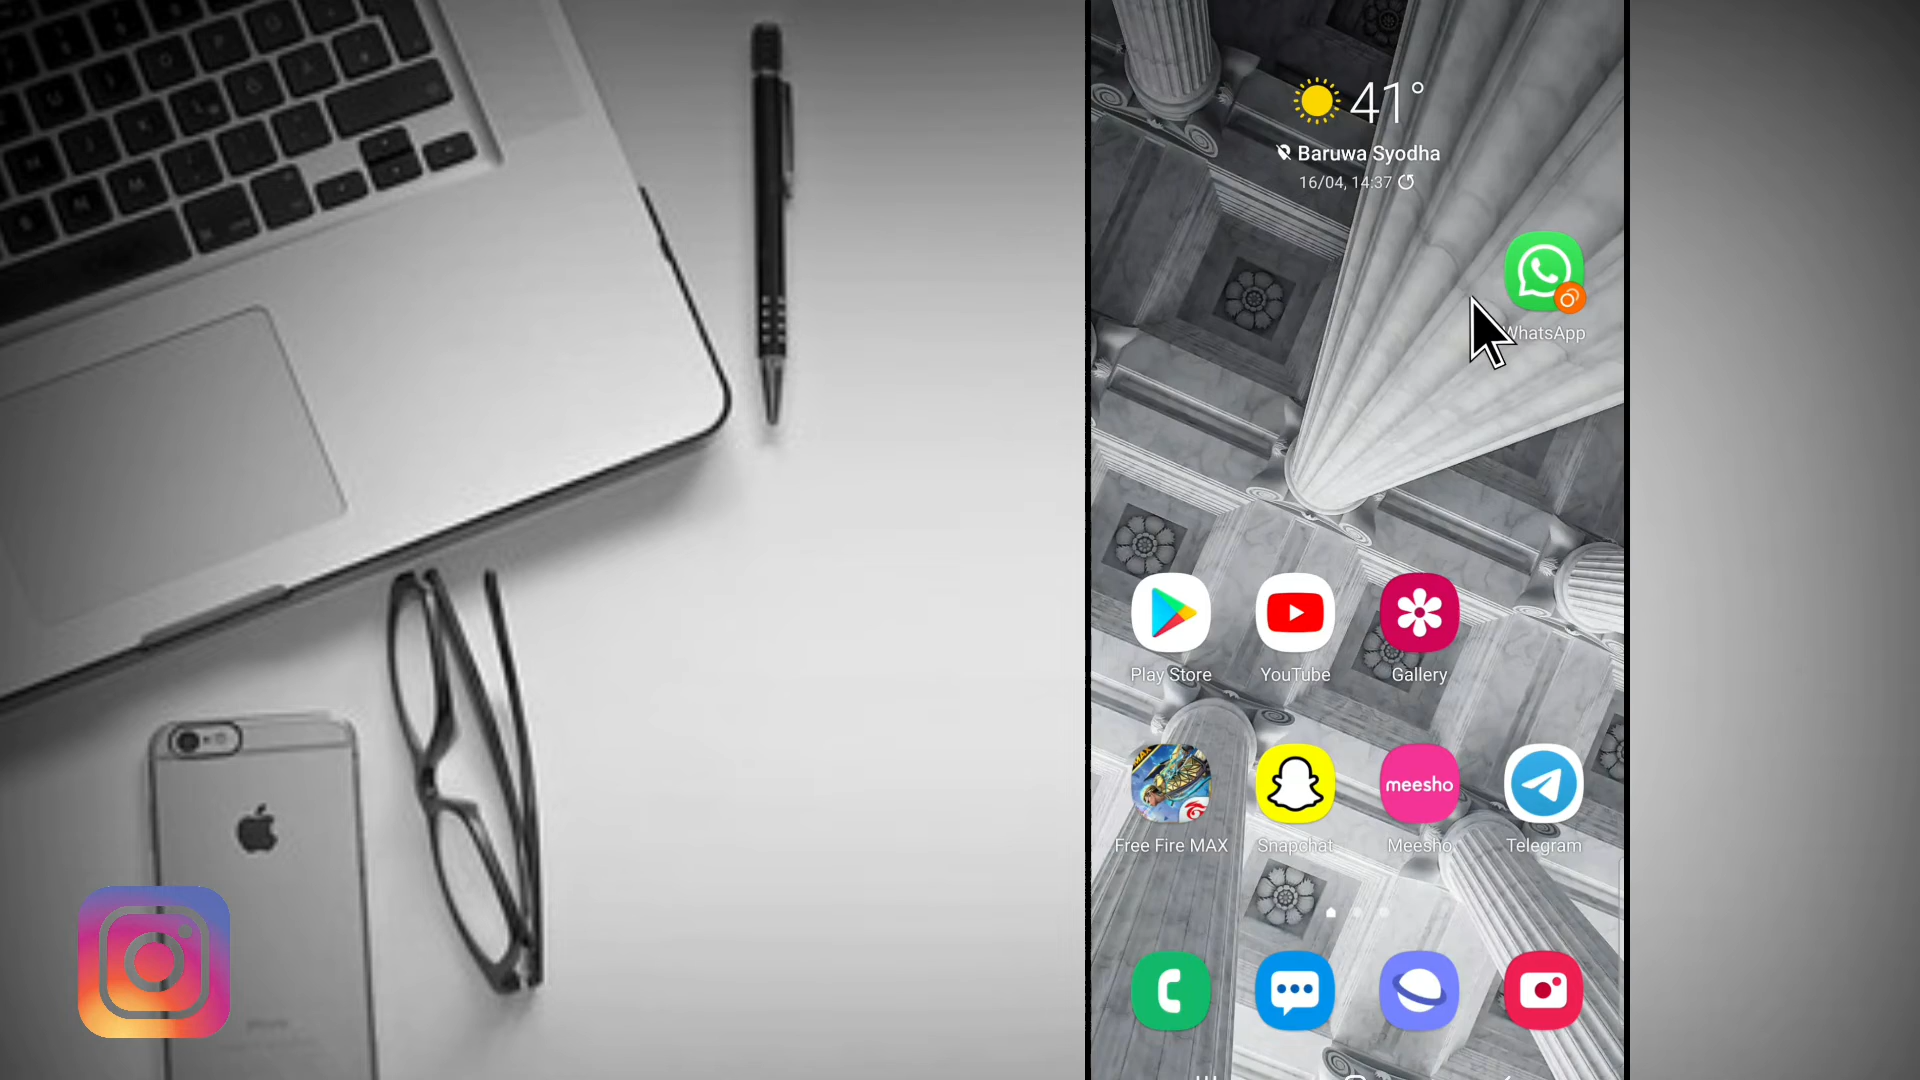 41°
Baruwa Syodha
16/04, 14:37
WhatsApp
Play Store
YouTube
Gallery
meesho
Free Fire MAX
Snapchat
Meesho
Telegram